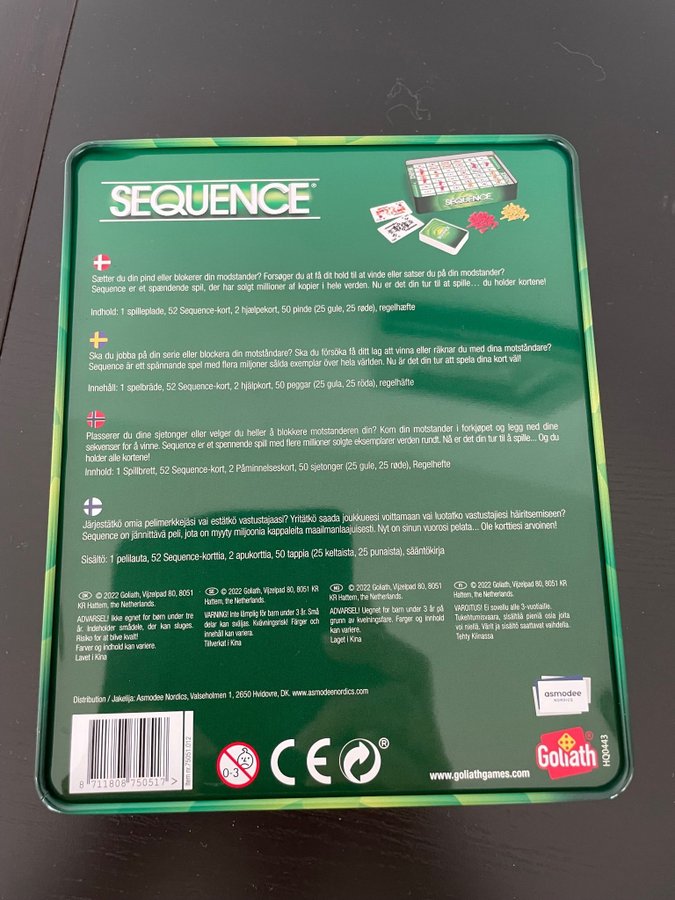 SEQUENCE®
SEQUENCE
Sætter du din pind eller blokerer din modstander? Forsøger du at få dit hold til at vinde eller satser du på din modstander?
Sequence er et spændende spil, der har solgt millioner af kopier i hele verden. Nu er det din tur til at spille… du holder kortene!
Indhold: 1 spilleplade, 52 Sequence-kort, 2 hjælpekort, 50 pinde (25 gule, 25 røde), regelhæfte
Ska du jobba på din serie eller blockera din motståndare? Ska du försöka få ditt lag att vinna eller räknar du med dina motståndare?
Sequence är ett spännande spel med flera miljoner sålda exemplar över hela världen. Nu är det din tur att spela dina kort väl!
Innehåll: 1 spelbräde, 52 Sequence-kort, 2 hjälpkort, 50 peggar (25 gula, 25 röda), regelhäfte
Plasserer du dine sjetonger eller velger du heller å blokkere motstanderen din? Kom din motstander i forkjøpet og legg ned dine
sekvenser for å vinne. Sequence er et spennende spill med flere millioner solgte eksemplarer verden rundt. Nå er det din tur til å spille... Og du
holder alle kortene!
Innhold: 1 Spillbrett, 52 Sequence-kort, 2 Påminnelseskort, 50 sjetonger (25 gule, 25 røde), Regelhefte
Järjestätkö omia pelimerkkejäsi vai estätkö vastustajaasi? Yritätkö saada joukkueesi voittamaan vai luotatko vastustajiesi häiritsemiseen?
Sequence on jännittävä peli, jota on myyty miljoonia kappaleita maailmanlaajuisesti. Nyt on sinun vuorosi pelata... Ole korttiesi arvoinen!
Sisältö: 1 pelilauta, 52 Sequence-korttia, 2 apukorttia, 50 tappia (25 keltaista, 25 punaista), sääntökirja
DK © 2022 Goliath, Vijzelpad 80, 8051
KR Hattem, the Netherlands.
ADVARSEL! Ikke egnet for børn under tre
år. Indeholder smådele, der kan sluges.
Risiko for at blive kvalt!
Farver og indhold kan variere.
Lavet i Kina
SE © 2022 Goliath, Vijzelpad 80, 8051 KR
Hattem, the Netherlands.
VARNING! Inte lämplig för barn under 3 år. Små
delar kan sväljas. Kvävningsrisk! Färger och
innehåll kan variera.
Tillverkat i Kina
NO © 2022 Goliath, Vijzelpad 80, 8051
KR Hattem, the Netherlands.
ADVARSEL! Uegnet for barn under 3 år på
grunn av kvelningsfare. Farger og innhold
kan variere.
Laget i Kina
FI © 2022 Goliath, Vijzelpad 80, 8051
KR Hattem, the Netherlands.
VAROITUS! Ei sovellu alle 3-vuotiaille.
Tukehtumisvaara, sisältää pieniä osia joita
voi niellä. Värit ja sisältö saattavat vaihdella.
Tehty Kiinassa
Distribution / Jakelija: Asmodee Nordics, Valseholmen 1, 2650 Hvidovre, DK. www.asmodeenordics.com
asmodee
NORDICS
8 711808 750517 >
Item nr 75051.012
0-3
CE
®
www.goliathgames.com
Goliath®
HQ0443